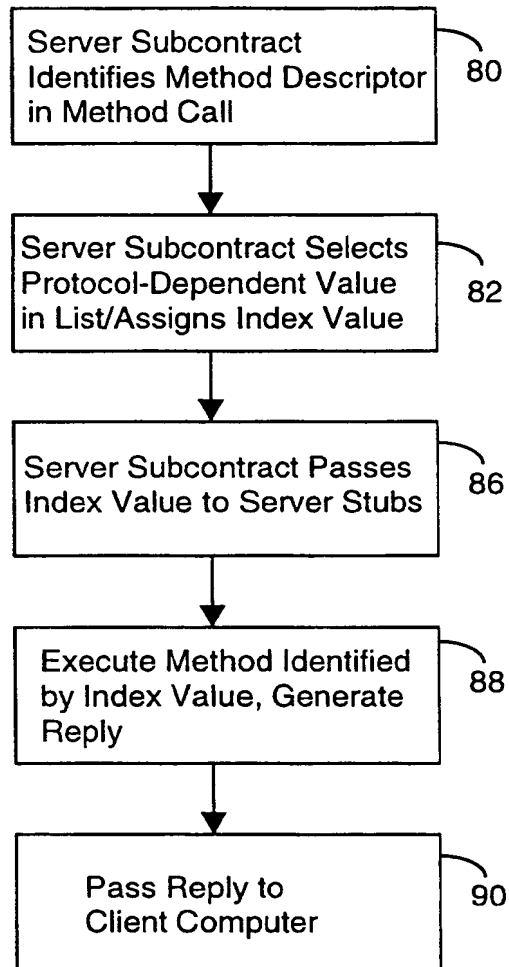 Server Subcontract
Identifies Method Descriptor
in Method Call
80
Server Subcontract Selects
Protocol-Dependent Value
in List/Assigns Index Value
82
Server Subcontract Passes
Index Value to Server Stubs
86
Execute Method Identified
by Index Value, Generate
Reply
88
Pass Reply to
Client Computer
90